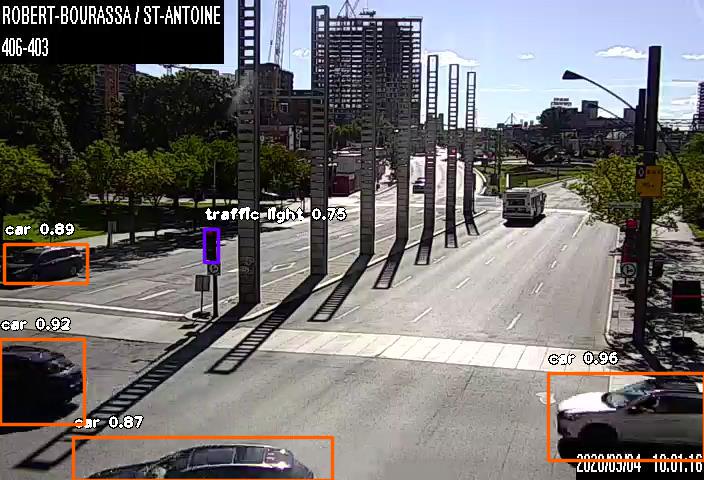 ROBERT-BOURASSA / ST-ANTOINE
406-403
traffic light 0.75
car 0.89
car 0.92
car 0.96
car 0.87
2020/09/04 10:01:16